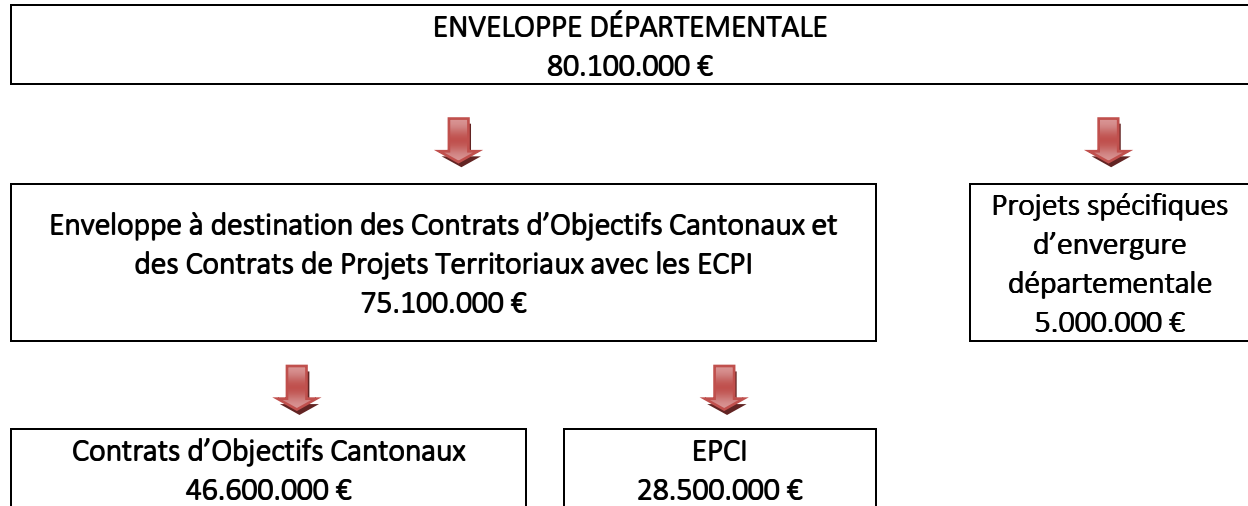 ENVELOPPE DÉPARTEMENTALE
80.100.000 €
Enveloppe à destination des Contrats d’Objectifs Cantonaux et
des Contrats de Projets Territoriaux avec les ECPI
75.100.000 €
Projets spécifiques
d’envergure
départementale
5.000.000 €
Contrats d’Objectifs Cantonaux
46.600.000 €
EPCI
28.500.000 €